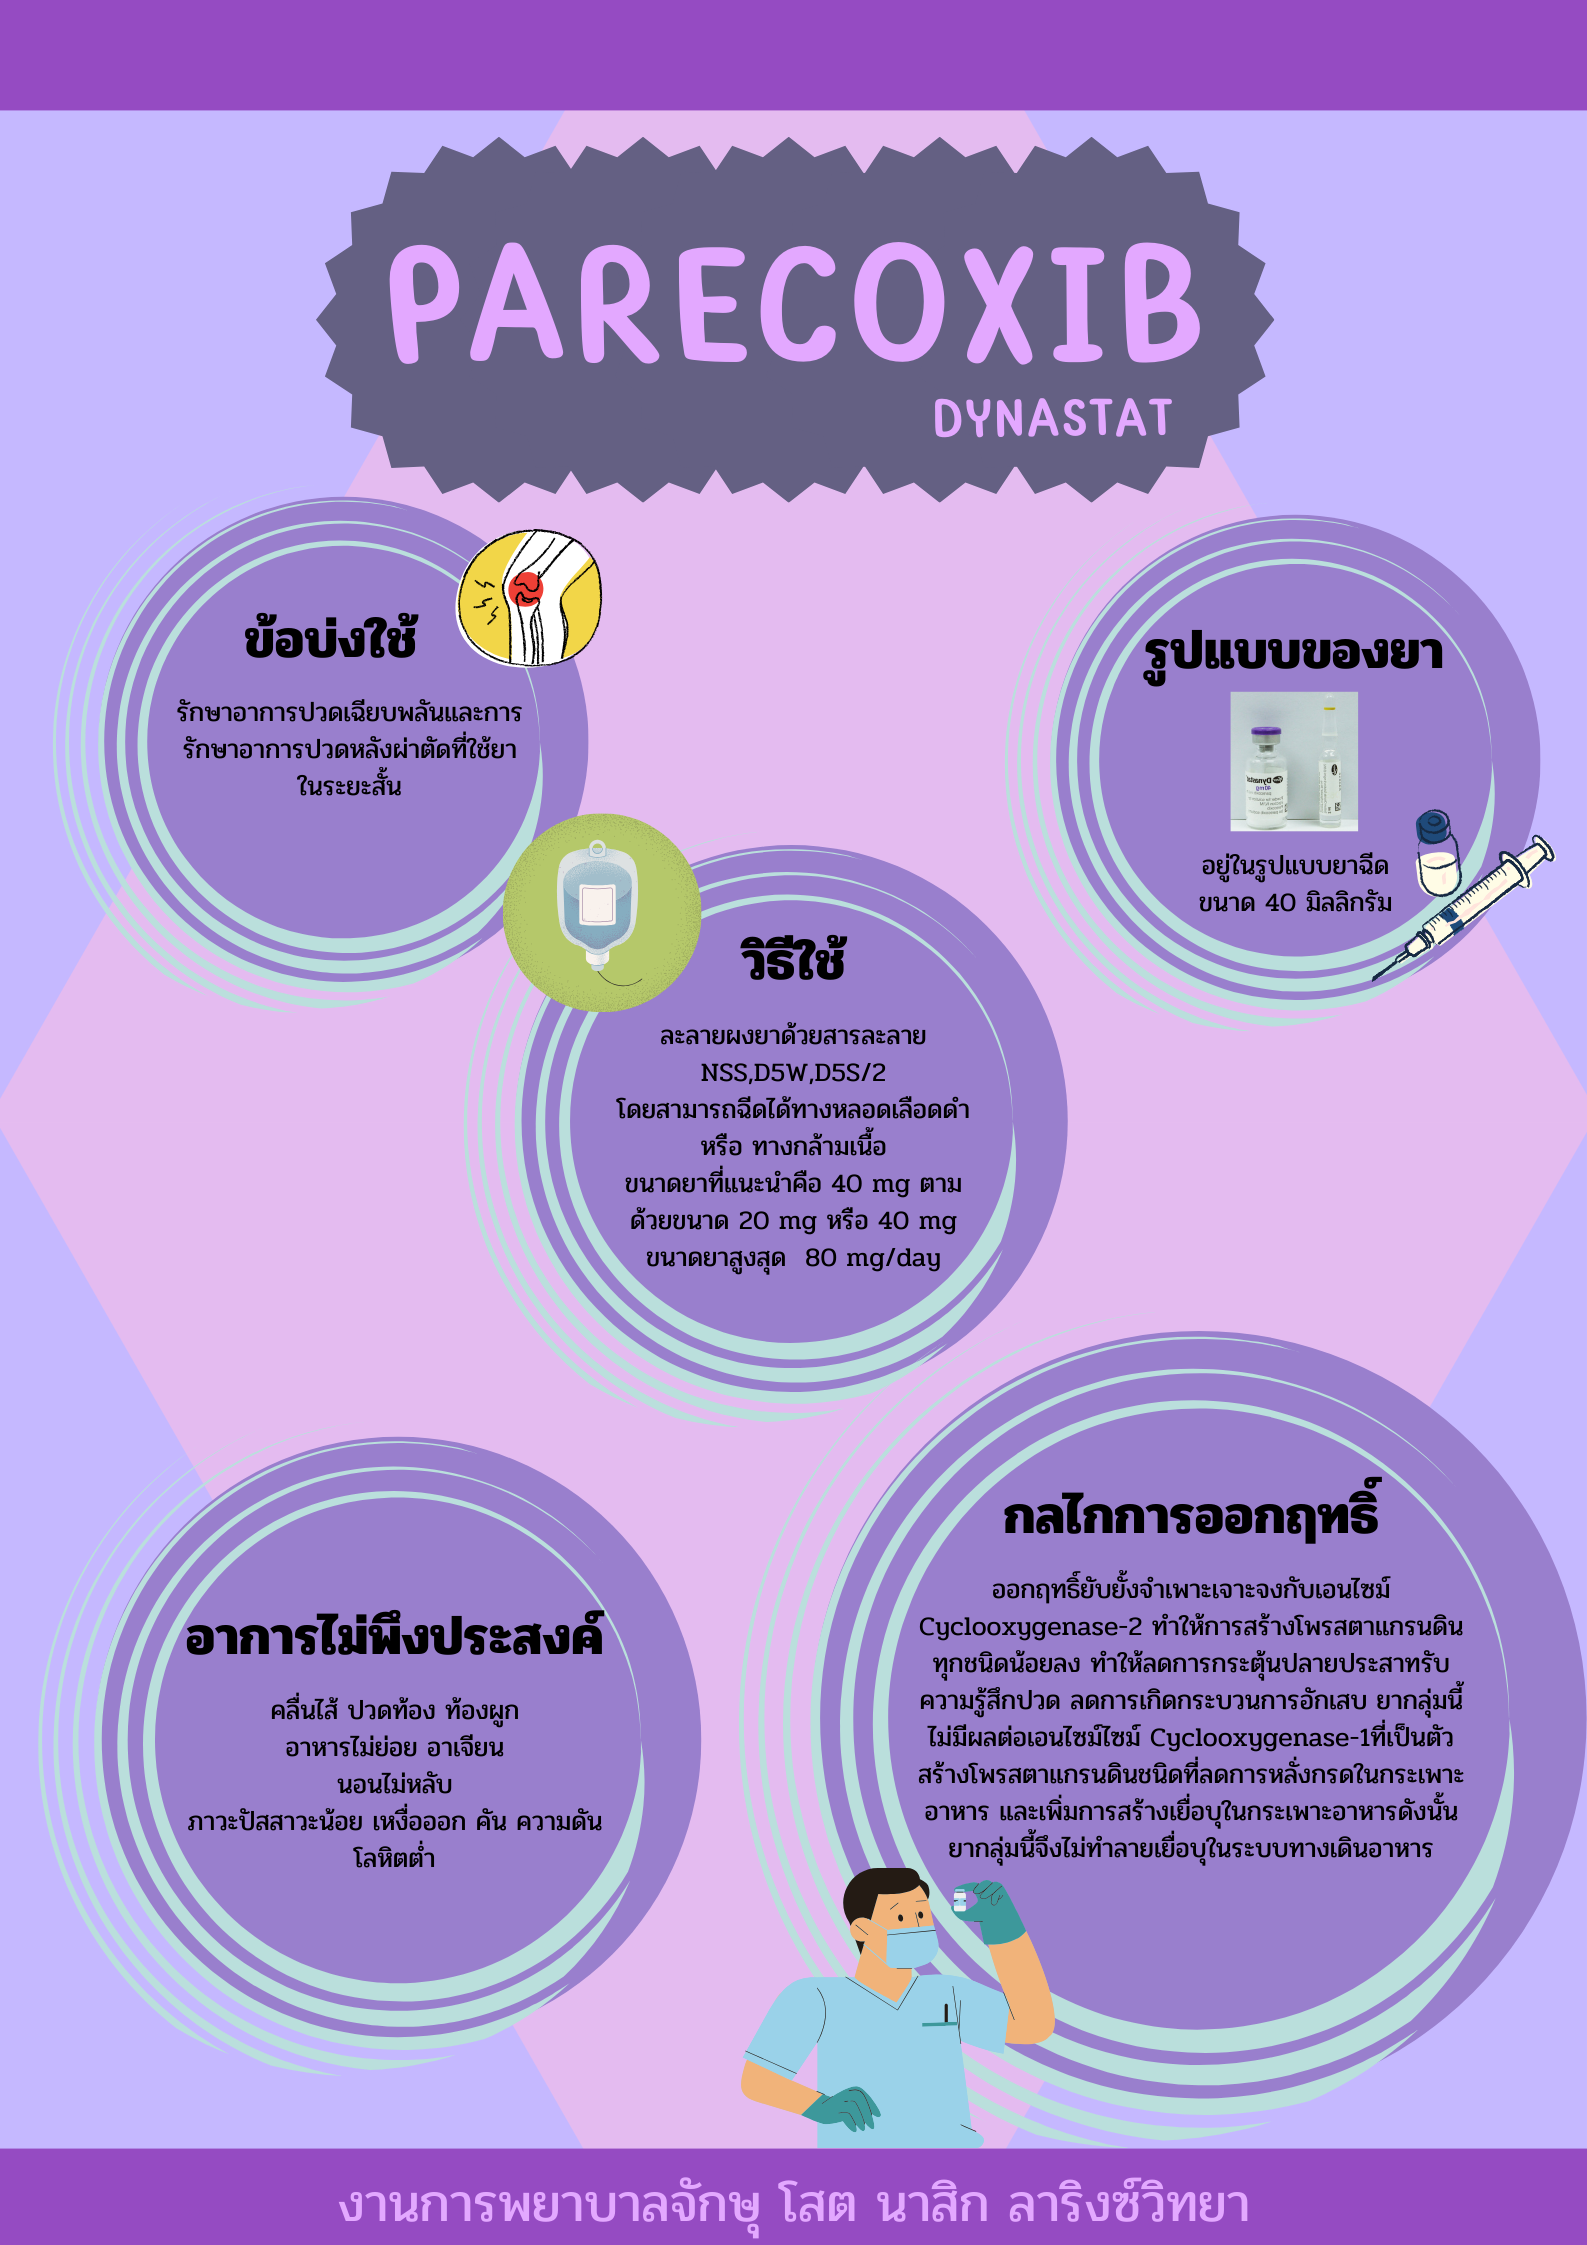 PARECOXIB
DYNASTAT
ข้อบ่งใช้
รักษาอาการปวดเฉียบพลันและการ
รักษาอาการปวดหลังผ่าตัดที่ใช้ยา
ในระยะสั้น
รูปแบบของยา
Dynastat
40mg
อยู่ในรูปแบบยาฉีด
ขนาด 40 มิลลิกรัม
วิธีใช้
ละลายผงยาด้วยสารละลาย
NSS,D5W,D5S/2
โดยสามารถฉีดได้ทางหลอดเลือดดำ
หรือ ทางกล้ามเนื้อ
ขนาดยาที่แนะนำคือ 40 mg ตาม
ด้วยขนาด 20 mg หรือ 40 mg
ขนาดยาสูงสุด 80 mg/day
อาการไม่พึงประสงค์
คลื่นไส้ ปวดท้อง ท้องผูก
อาหารไม่ย่อย อาเจียน
นอนไม่หลับ
ภาวะปัสสาวะน้อย เหงื่อออก คัน ความดัน
โลหิตต่ำ
กลไกการออกฤทธิ์
ออกฤทธิ์ยับยั้งจำเพาะเจาะจงกับเอนไซม์
Cyclooxygenase-2 ทำให้การสร้างโพรสตาแกรนดิน
ทุกชนิดน้อยลง ทำให้ลดการกระตุ้นปลายประสาทรับ
ความรู้สึกปวด ลดการเกิดกระบวนการอักเสบ ยากลุ่มนี้
ไม่มีผลต่อเอนไซม์ไซม์ Cyclooxygenase-1ที่เป็นตัว
สร้างโพรสตาแกรนดินชนิดที่ลดการหลั่งกรดในกระเพาะ
อาหาร และเพิ่มการสร้างเยื่อบุในกระเพาะอาหารดังนั้น
ยากลุ่มนี้จึงไม่ทำลายเยื่อบุในระบบทางเดินอาหาร
งานการพยาบาลจักษุ โสต นาสิก ลาริงซ์วิทยา